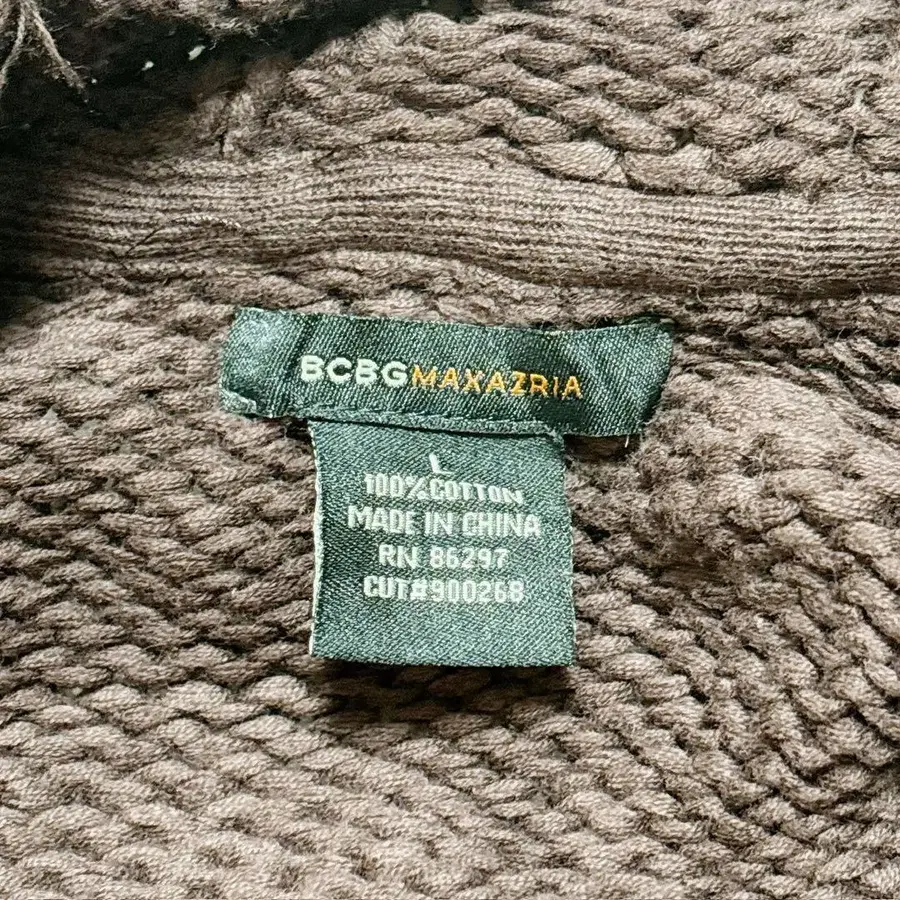 BCBGMAXAZRIA
L
100%COTTON
MADE IN CHINA
RN 86297
CUT#900268